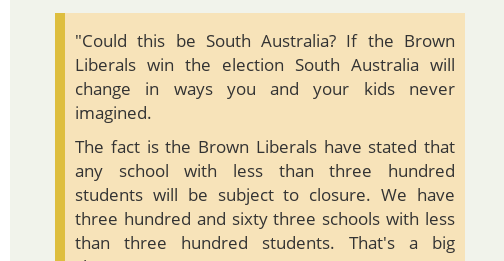 "Could this be South Australia? If the Brown
Liberals win the election South Australia will
change in ways you and your kids never
imagined.
The fact is the Brown Liberals have stated that
any school with less than three hundred
students will be subject to closure. We have
three hundred and sixty three schools with less
than three hundred students. That's a big